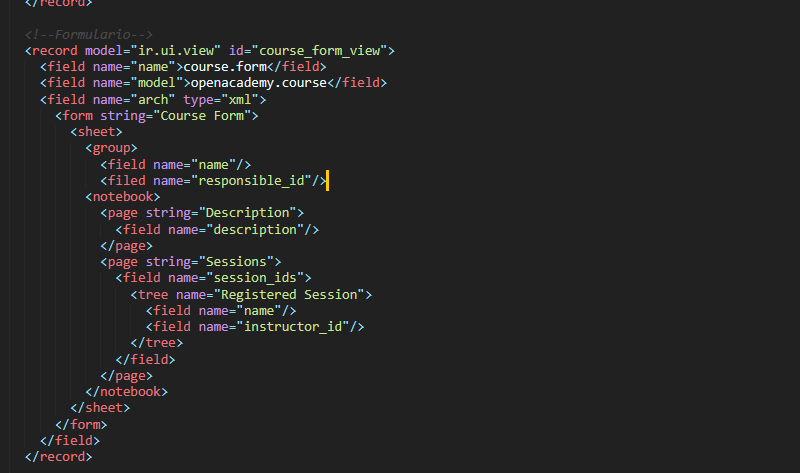 </record>
<!--Formulario-->
<record model="ir.ui.view" id="course_form_view">
<field name="name">course.form</field>
<field name="model">openacademy.course</field>
<field name="arch" type="xml">
<form string="Course Form">
<sheet>
<group>
<field name="name"/>
<filed name="responsible_id"/>
<notebook>
<page string="Description">
<field name="description"/>
</page>
<page string="Sessions">
<field name="session_ids">
<tree name="Registered Session">
<field name="name"/>
<field name="instructor_id"/>
</tree>
</field>
</page>
</notebook>
</sheet>
</form>
</field>
</record>